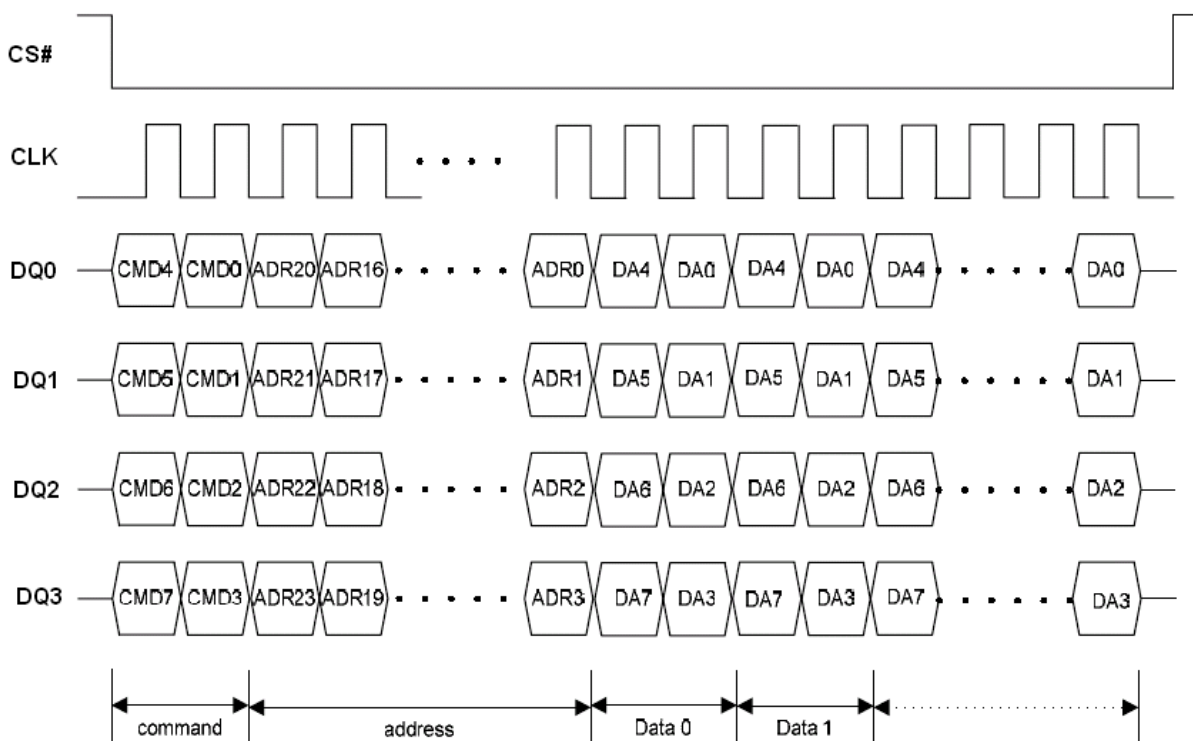 CS#
CLK
DQ0 CMD4 CMD0 ADR20 ADR16 ADR0 DA4 DA0 DA4 DA0 DA4 DA0
DQ1 CMD5 CMD1 ADR21 ADR17 ADR1 DA5 DA1 DA5 DA1 DA5 DA1
DQ2 CMD6 CMD2 ADR22 ADR18 ADR2 DA6 DA2 DA6 DA2 DA6 DA2
DQ3 CMD7 CMD3 ADR23 ADR19 ADR3 DA7 DA3 DA7 DA3 DA7 DA3
command address Data 0 Data 1